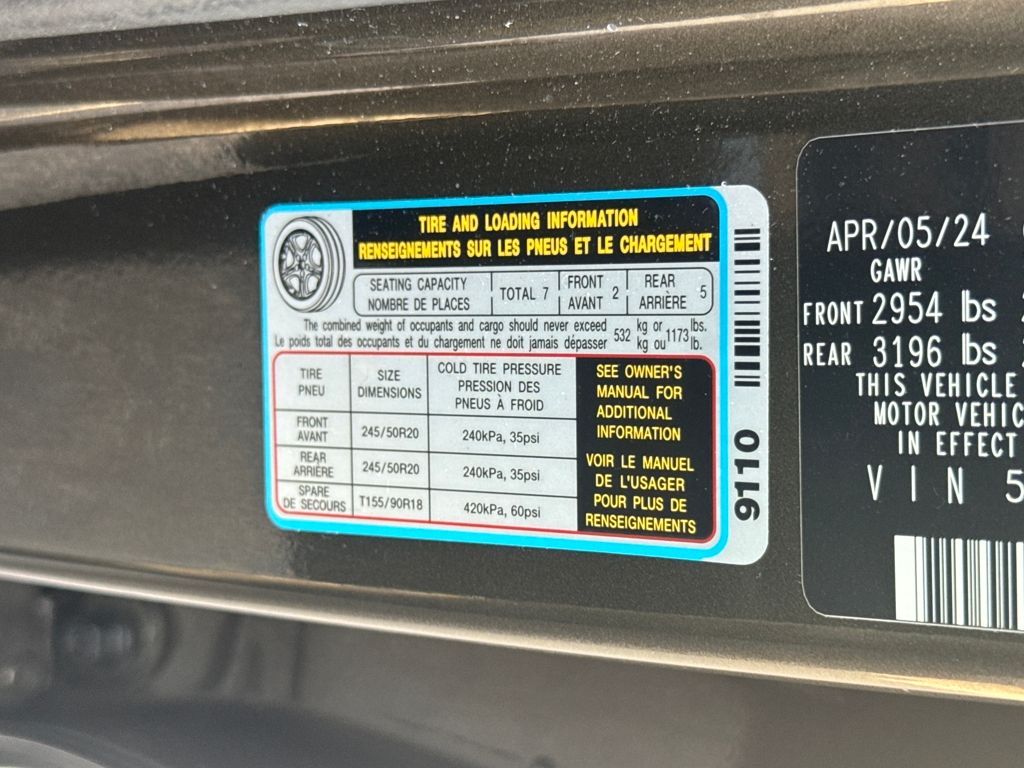 TIRE AND LOADING INFORMATION
RENSEIGNEMENTS SUR LES PNEUS ET LE CHARGEMENT
SEATING CAPACITY
NOMBRE DE PLACES
TOTAL 7
FRONT
AVANT 2
REAR
ARRIÈRE 5
The combined weight of occupants and cargo should never exceed 532 kg or 1173 lbs.
Le poids total des occupants et du chargement ne doit jamais dépasser kg ou lb.
TIRE
PNEU
SIZE
DIMENSIONS
COLD TIRE PRESSURE
PRESSION DES
PNEUS À FROID
FRONT
AVANT
245/50R20
240kPa, 35psi
REAR
ARRIÈRE
245/50R20
240kPa, 35psi
SPARE
DE SECOURS
T155/90R18
420kPa, 60psi
SEE OWNER'S
MANUAL FOR
ADDITIONAL
INFORMATION
VOIR LE MANUEL
DE L'USAGER
POUR PLUS DE
RENSEIGNEMENTS
9110
APR/05/24
GAWR
FRONT 2954 lbs
REAR 3196 lbs
THIS VEHICLE
MOTOR VEHIC
IN EFFECT
VIN 5